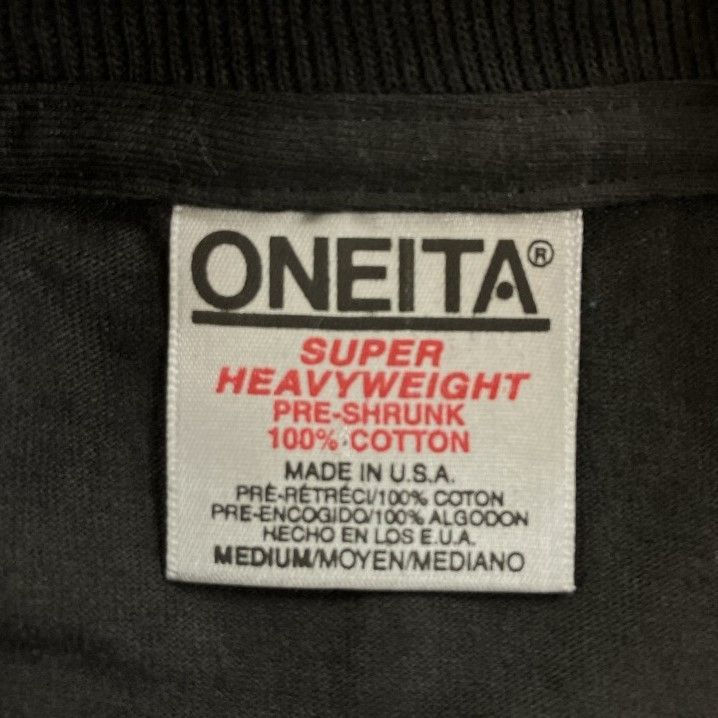 ONEITA®
SUPER
HEAVYWEIGHT
PRE-SHRUNK
100% COTTON
MADE IN U.S.A.
PRÉ-RÉTRÉCI/100% COTON
PRE-ENCOGIDO/100% ALGODON
HECHO EN LOS E.U.A.
MEDIUM/MOYEN/MEDIANO